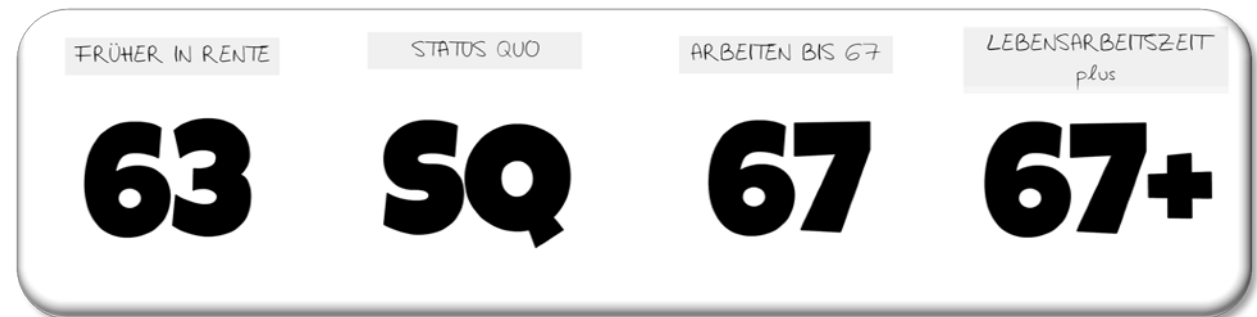 FRÜHER IN RENTE
63
STATUS QUO
SQ
ARBEITEN BIS 67
67
LEBENSARBEITSZEIT
plus
67+